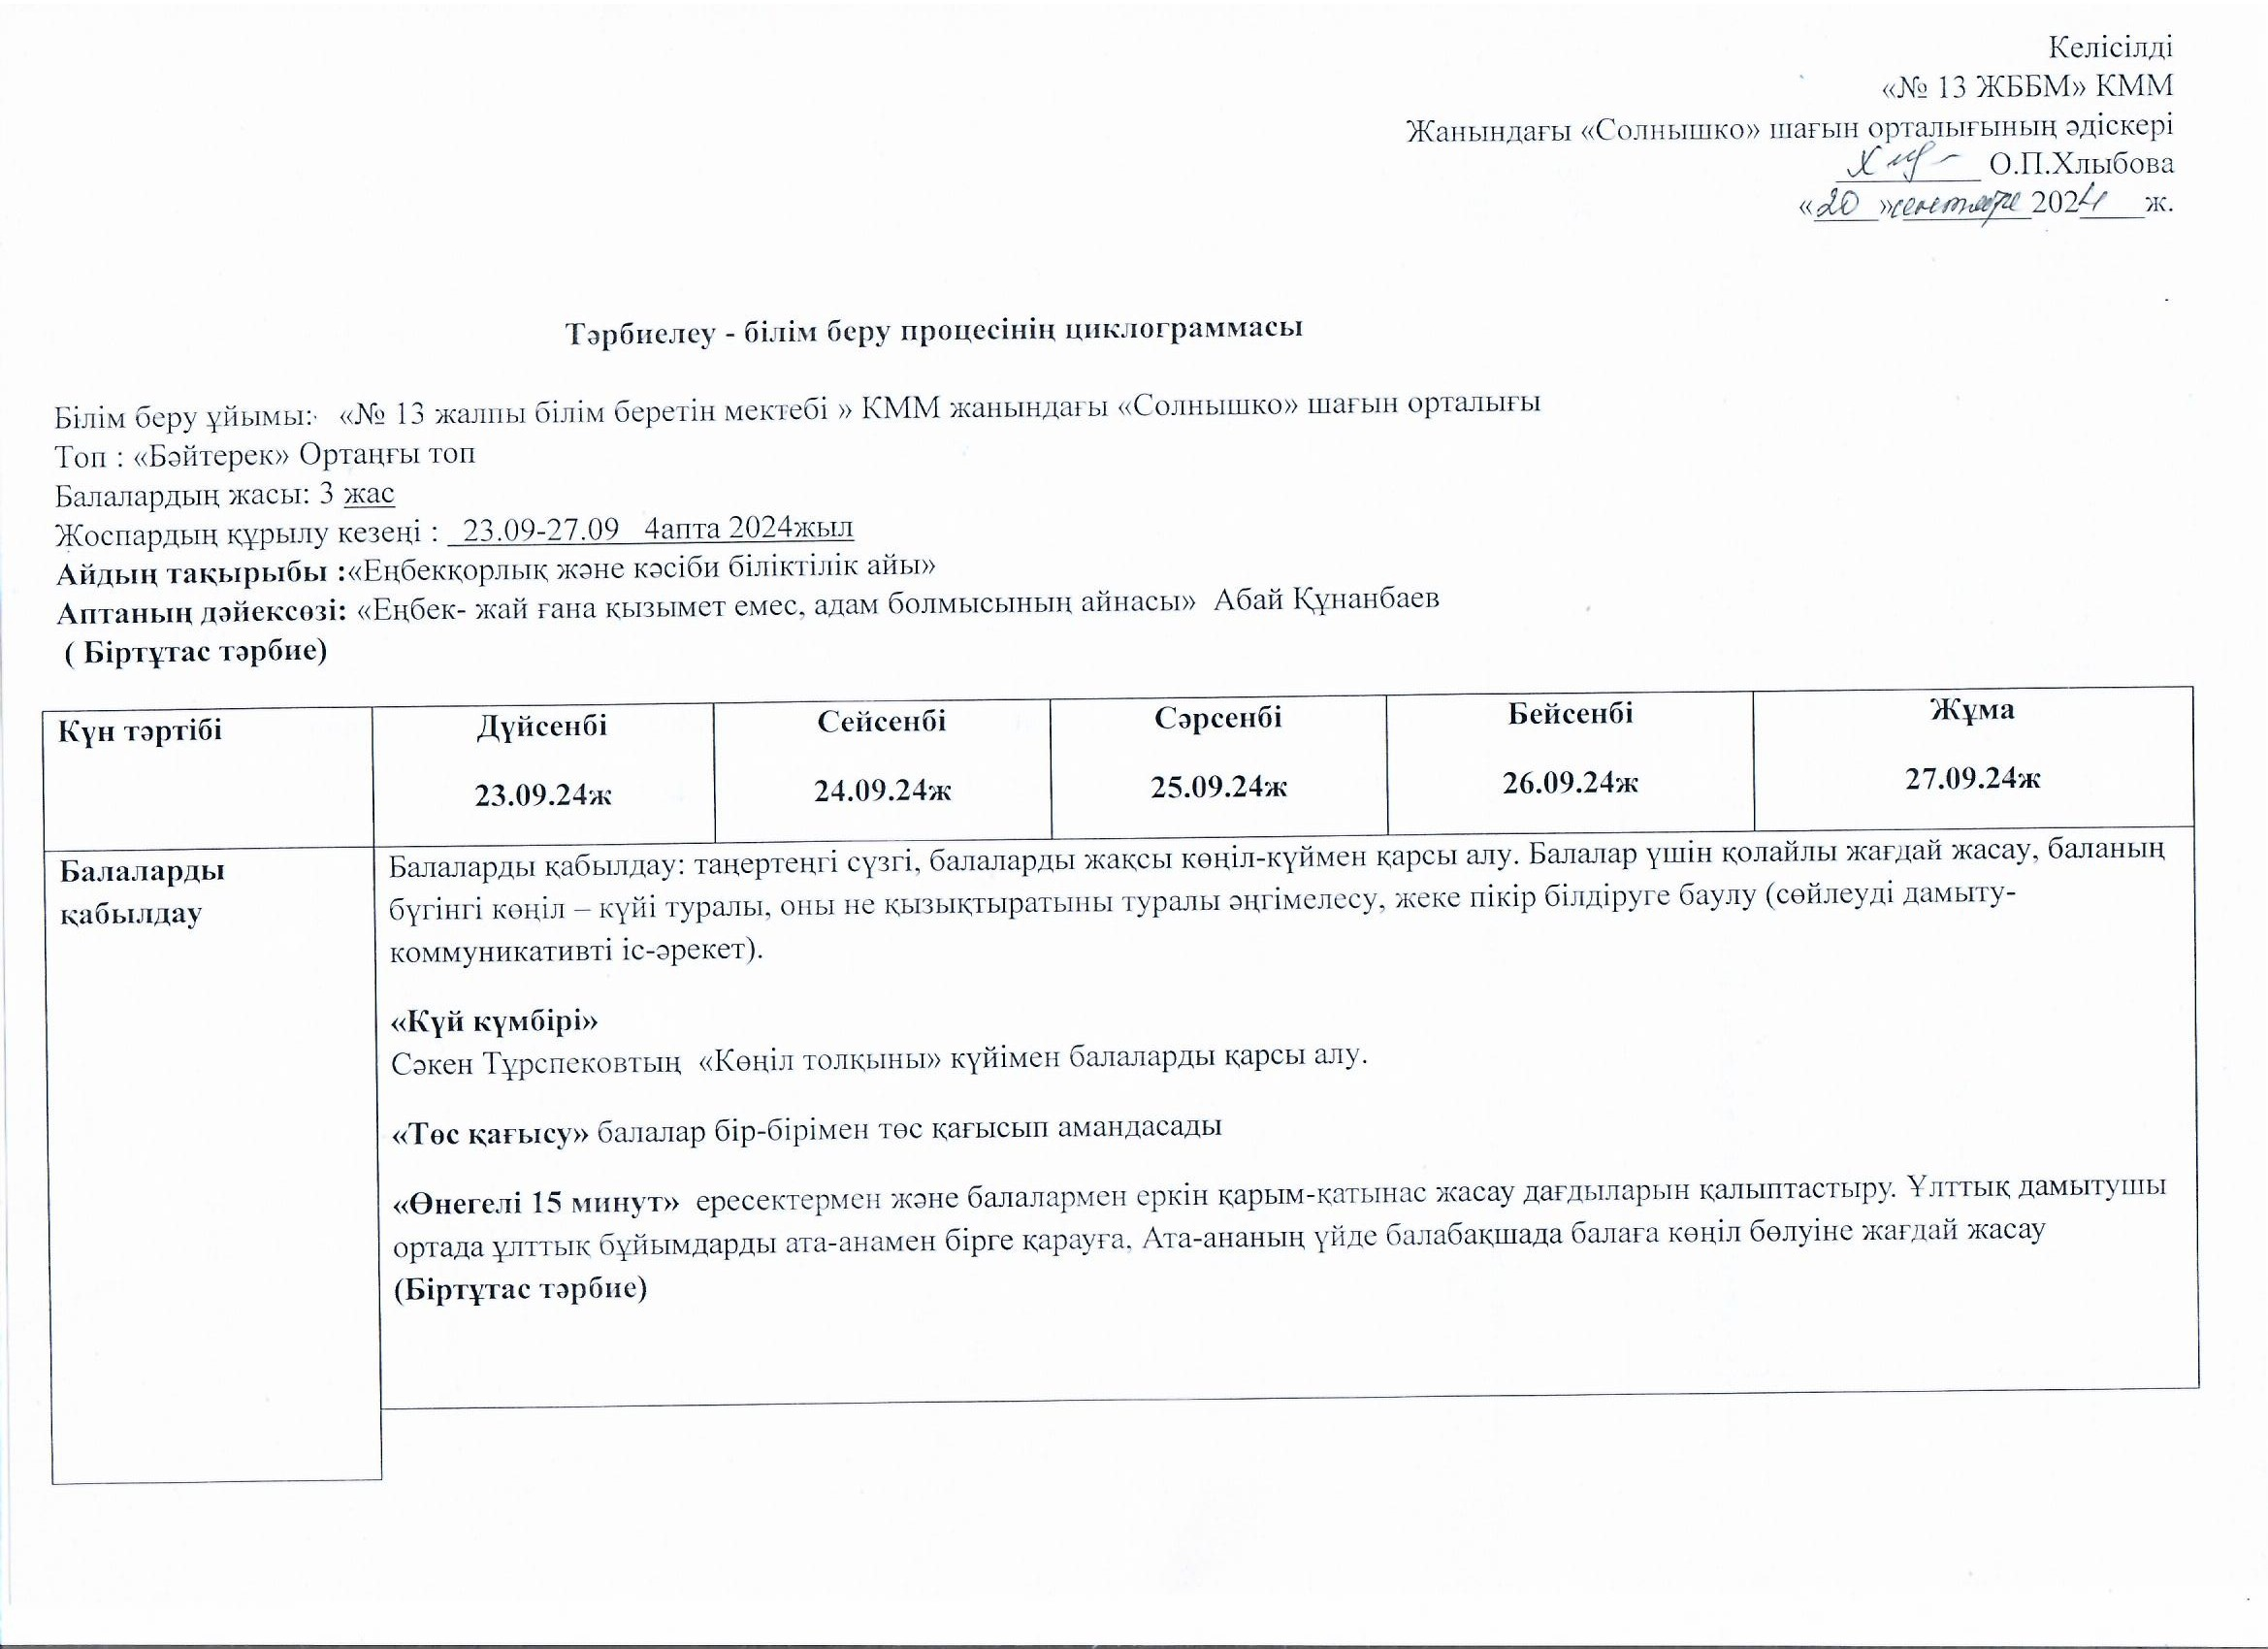 Келісілді
«№ 13 ЖББМ» КММ
Жанындағы «Солнышко» шағын орталығының әдіскері
О.П.Хлыбова
«20» сентября 2024 ж.
Тәрбиелеу - білім беру процесінің циклограммасы
Білім беру ұйымы: «№ 13 жалпы білім беретін мектебі » КММ жанындағы «Солнышко» шағын орталығы
Топ : «Бәйтерек» Ортаңғы топ
Балалардың жасы: 3 жас
Жоспардың құрылу кезеңі : 23.09-27.09 4апта 2024жыл
Айдың тақырыбы :«Еңбекқорлық және кәсіби біліктілік айы»
Аптаның дәйексөзі: «Еңбек- жай ғана қызымет емес, адам болмысының айнасы» Абай Құнанбаев
( Біртұтас тәрбие)
Күн тәртібі
Дүйсенбі
23.09.24ж
Сейсенбі
24.09.24ж
Сәрсенбі
25.09.24ж
Бейсенбі
26.09.24ж
Жұма
27.09.24ж
Балаларды
қабылдау
Балаларды қабылдау: таңертеңгі сүзгі, балаларды жақсы көңіл-күймен қарсы алу. Балалар үшін қолайлы жағдай жасау, баланың
бүгінгі көңіл – күйі туралы, оны не қызықтыратыны туралы әңгімелесу, жеке пікір білдіруге баулу (сөйлеуді дамыту-
коммуникативті іс-әрекет).
«Күй күмбірі»
Сәкен Тұрспековтың «Көңіл толқыны» күйімен балаларды қарсы алу.
«Төс қағысу» балалар бір-бірімен төс қағысып амандасады
«Өнегелі 15 минут» ересектермен және балалармен еркін қарым-қатынас жасау дағдыларын қалыптастыру. Ұлттық дамытушы
ортада ұлттық бұйымдарды ата-анамен бірге қарауға, Ата-ананың үйде балабақшада балаға көңіл бөлуіне жағдай жасау
(Біртұтас тәрбие)